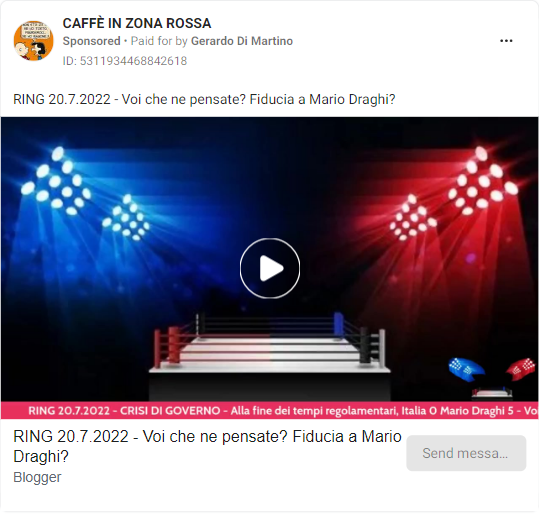 CAFFÈ IN ZONA ROSSA
Sponsored • Paid for by Gerardo Di Martino
ID: 5311934468842618
RING 20.7.2022 - Voi che ne pensate? Fiducia a Mario Draghi?
RING 20.7.2022 - CRISI DI GOVERNO - Alla fine dei tempi regolamentari, Italia 0 Mario Draghi 5 - Vo
RING 20.7.2022 - Voi che ne pensate? Fiducia a Mario
Draghi?
Send messa...
Blogger